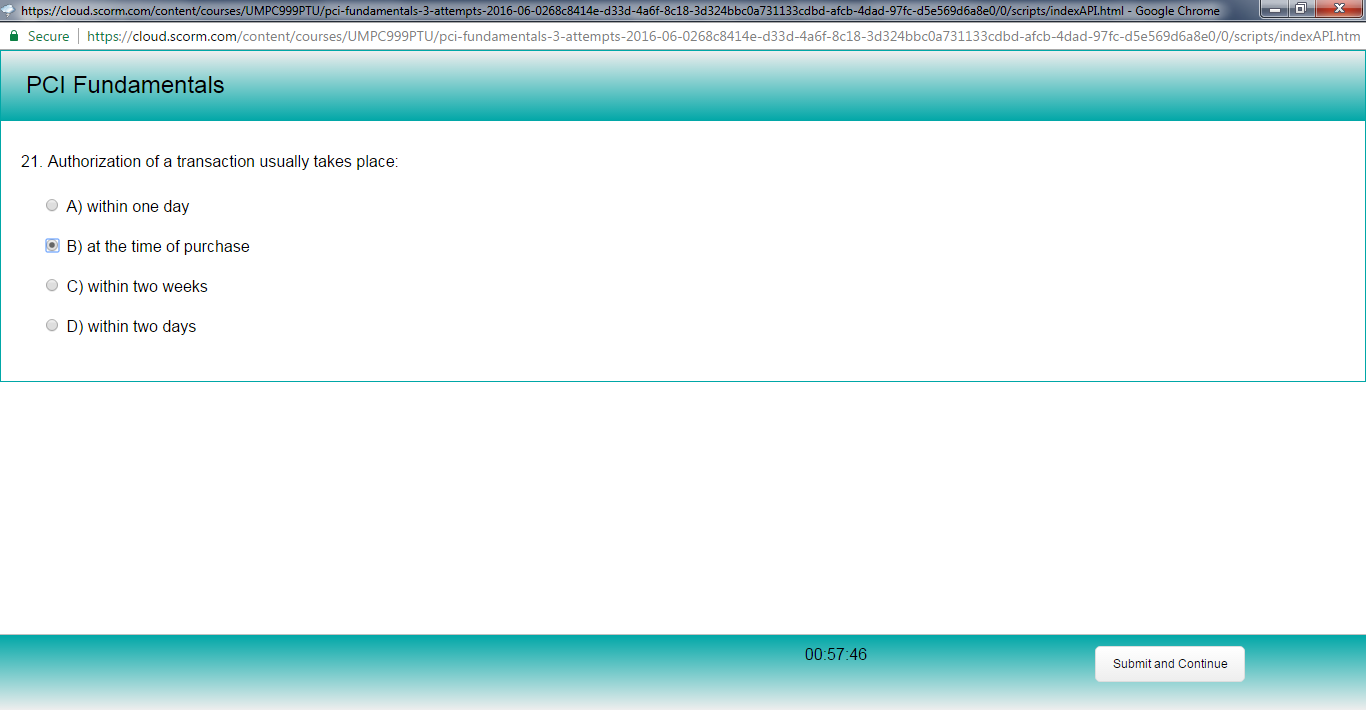 https://cloud.scorm.com/content/courses/UMPC999PTU/pci-fundamentals-3-attempts-2016-06-0268c8414e-d33d-4a6f-8c18-3d324bbc0a731133cdbd-afcb-4dad-97fc-d5e569d6a8e0/0/scripts/indexAPI.html - Google Chrome
Secure | https://cloud.scorm.com/content/courses/UMPC999PTU/pci-fundamentals-3-attempts-2016-06-0268c8414e-d33d-4a6f-8c18-3d324bbc0a731133cdbd-afcb-4dad-97fc-d5e569d6a8e0/0/scripts/indexAPI.htm
PCI Fundamentals
21. Authorization of a transaction usually takes place:
A) within one day
B) at the time of purchase
C) within two weeks
D) within two days
00:57:46
Submit and Continue